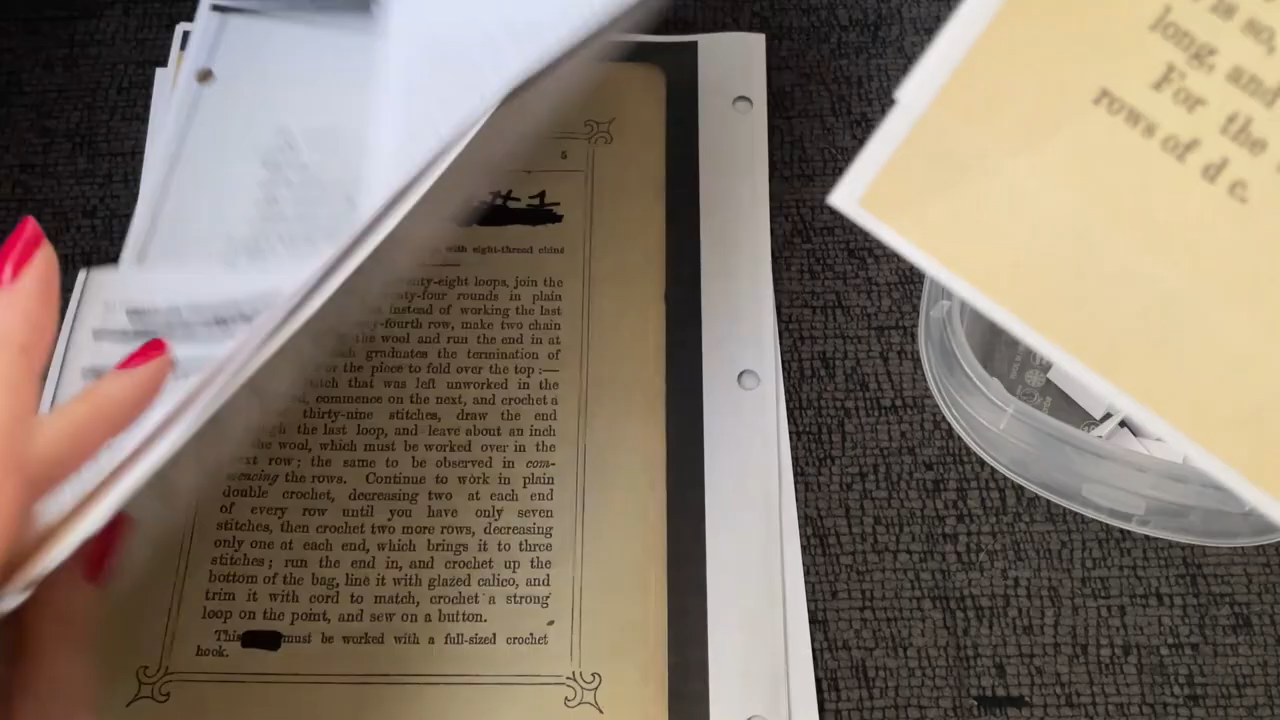 5
#1
with eight-thread
loops, join the
rounds in plain
instead of working the last
row, make two chain
the wool and run the end in at
graduates the termination of
the piece to fold over the top :—
that was left unworked in the
commence on the next, and crochet a
thirty-nine stitches, draw the end
the last loop, and leave about an inch
the wool, which must be worked over in the
row; the same to be observed in com-
mencing the rows. Continue to work in plain
double crochet, decreasing two at each end
of every row until you have only seven
stitches, then crochet two more rows, decreasing
only one at each end, which brings it to three
stitches; run the end in, and crochet up the
bottom of the bag, line it with glazed calico, and
trim it with cord to match, crochet a strong
loop on the point, and sew on a button.
This must be worked with a full-sized crochet
hook.
is so,
long, and
For the
rows of d c.